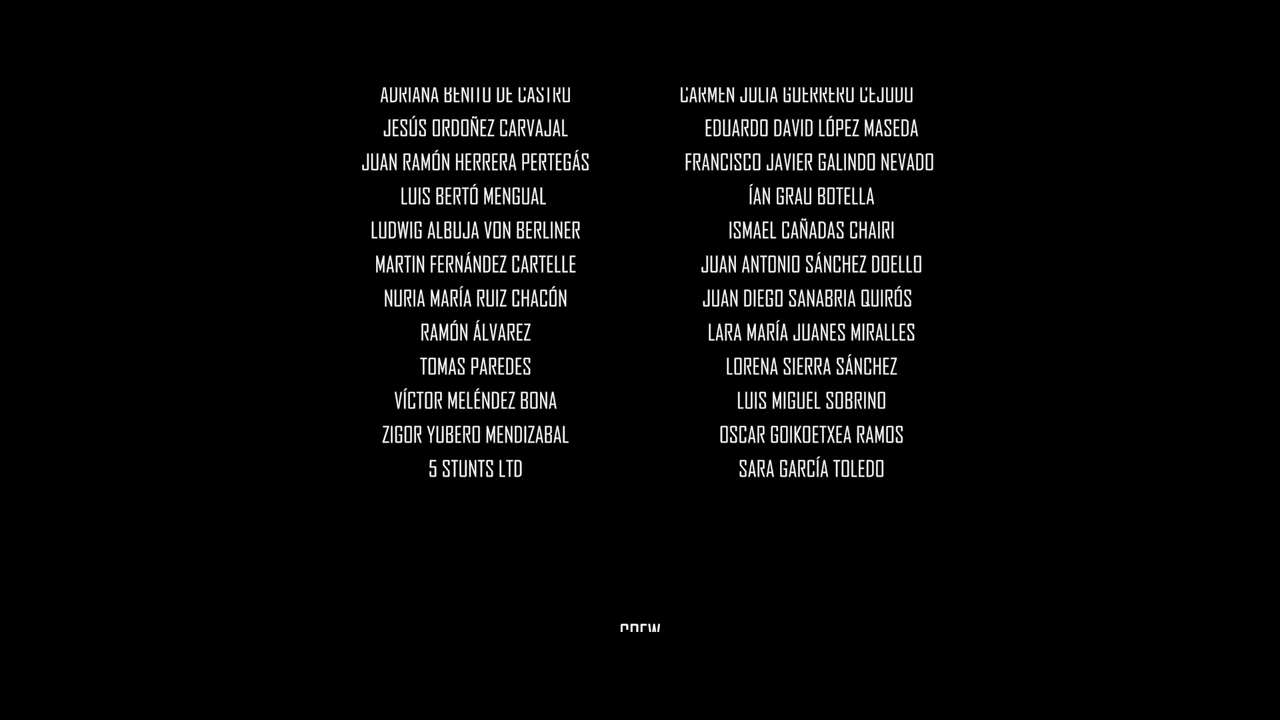 ADRIANA BENITO DE CASTRO CARMEN JULIA GUERRERO CEJUDO
JESÚS ORDOÑEZ CARVAJAL EDUARDO DAVID LÓPEZ MASEDA
JUAN RAMÓN HERRERA PERTEGÁS FRANCISCO JAVIER GALINDO NEVADO
LUIS BERTÓ MENGUAL ÍAN GRAU BOTELLA
LUDWIG ALBUJA VON BERLINER ISMAEL CAÑADAS CHAIRI
MARTIN FERNÁNDEZ CARTELLE JUAN ANTONIO SÁNCHEZ DOELLO
NURIA MARÍA RUIZ CHACÓN JUAN DIEGO SANABRIA QUIRÓS
RAMÓN ÁLVAREZ LARA MARÍA JUANES MIRALLES
TOMAS PAREDES LORENA SIERRA SÁNCHEZ
VÍCTOR MELÉNDEZ BONA LUIS MIGUEL SOBRINO
ZIGOR YUBERO MENDIZABAL OSCAR GOIKOETXEA RAMOS
5 STUNTS LTD SARA GARCÍA TOLEDO
CREW